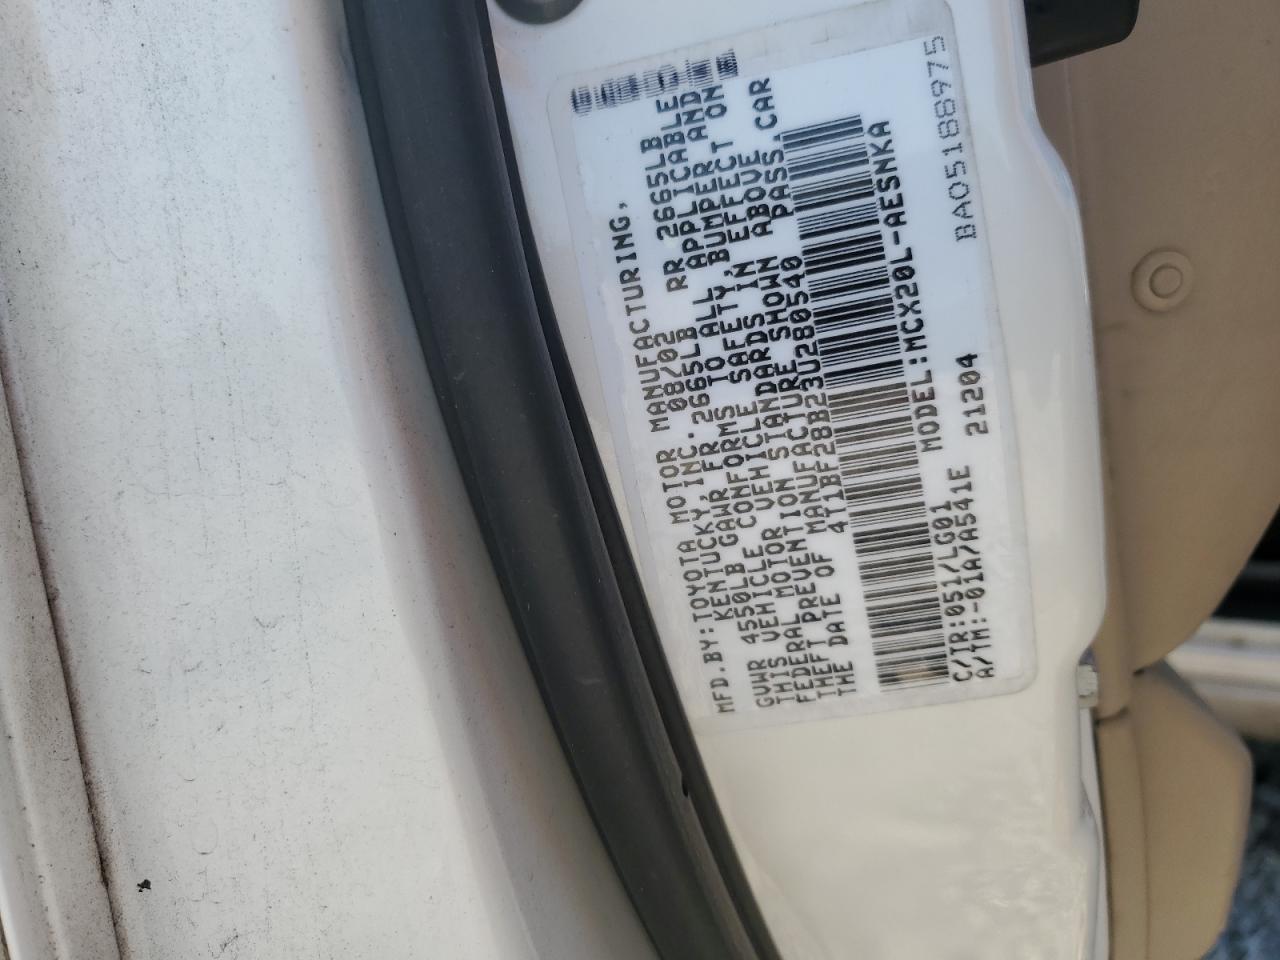 MFD.BY:TOYOTA MOTOR MANUFACTURING,
KENTUCKY,INC. 08/02
GVWR 4550LB GAWR FR 2665LB RR 2665LB
THIS VEHICLE CONFORMS TO ALL APPLICABLE
FEDERAL MOTOR VEHICLE SAFETY,BUMPER AND
THEFT PREVENTION STANDARDS IN EFFECT ON
THE DATE OF MANUFACTURE SHOWN ABOVE.
4T1BF28B23U280540 PASS.CAR
MODEL:MCX20L-AESNKA
C/TR:051/LG01
A/TM:-01A/A541E 21204 BA05188975